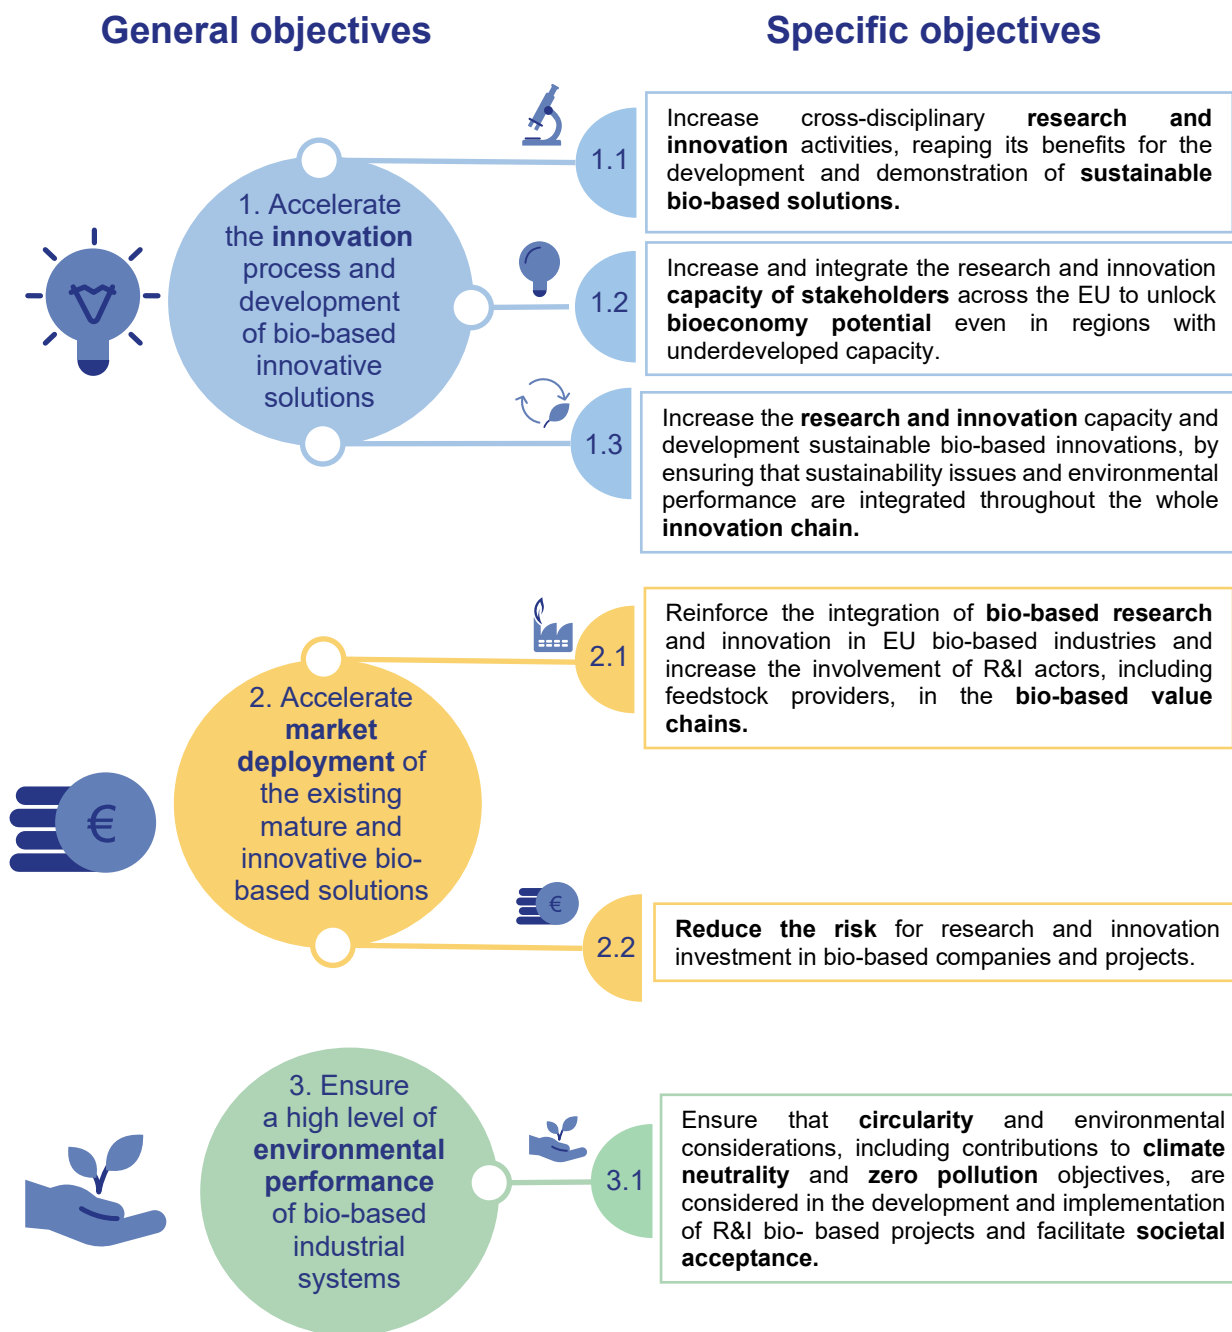 General objectives
Specific objectives
1. Accelerate
the innovation
process and
development
of bio-based
innovative
solutions
1.1
Increase cross-disciplinary research and
innovation activities, reaping its benefits for the
development and demonstration of sustainable
bio-based solutions.
1.2
Increase and integrate the research and innovation
capacity of stakeholders across the EU to unlock
bioeconomy potential even in regions with
underdeveloped capacity.
1.3
Increase the research and innovation capacity and
development sustainable bio-based innovations, by
ensuring that sustainability issues and environmental
performance are integrated throughout the whole
innovation chain.
2. Accelerate
market
deployment of
the existing
mature and
innovative bio-
based solutions
€
2.1
Reinforce the integration of bio-based research
and innovation in EU bio-based industries and
increase the involvement of R&I actors, including
feedstock providers, in the bio-based value
chains.
€
2.2
Reduce the risk for research and innovation
investment in bio-based companies and projects.
3. Ensure
a high level of
environmental
performance
of bio-based
industrial
systems
3.1
Ensure that circularity and environmental
considerations, including contributions to climate
neutrality and zero pollution objectives, are
considered in the development and implementation
of R&I bio- based projects and facilitate societal
acceptance.